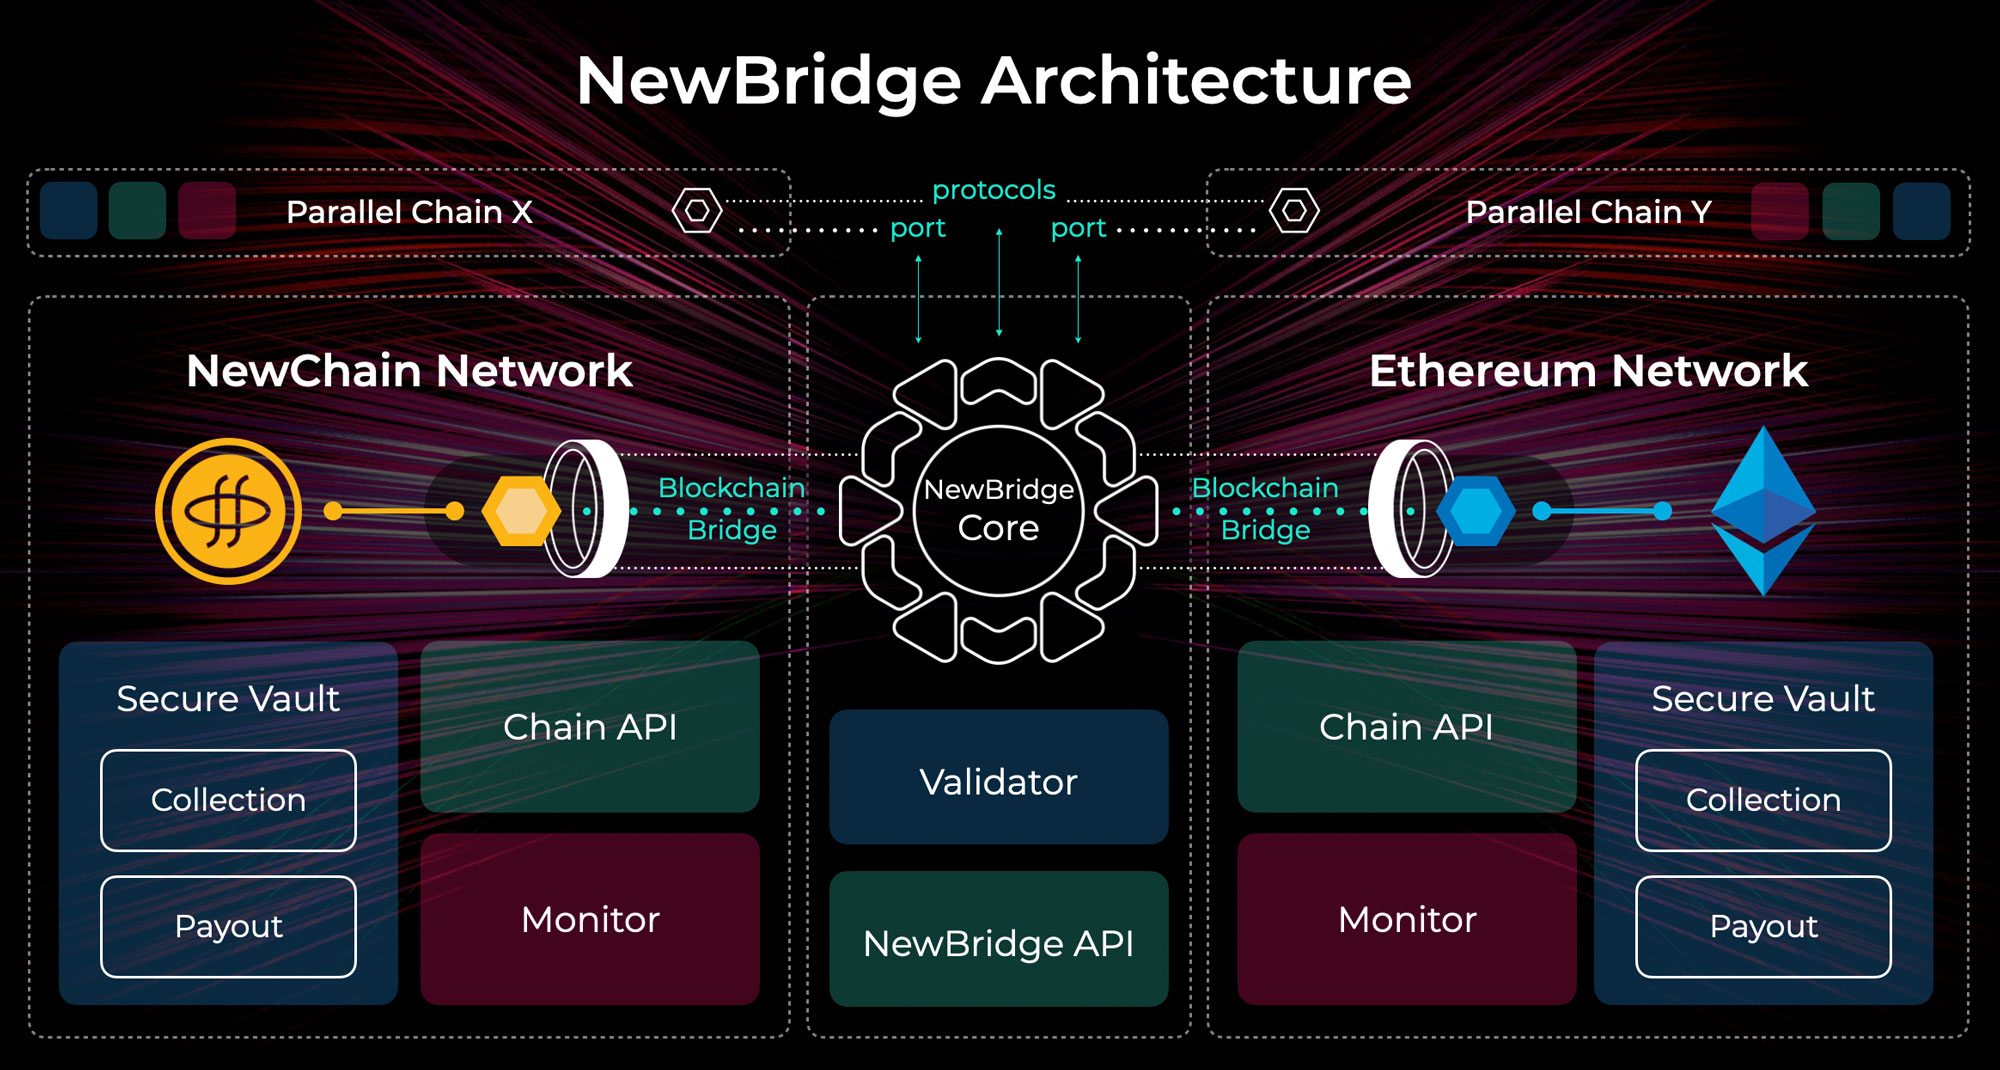 NewBridge Architecture
Parallel Chain X
protocols
port
port
Parallel Chain Y
NewChain Network
Blockchain
Bridge
NewBridge
Core
Blockchain
Bridge
Ethereum Network
Secure Vault
Collection
Payout
Chain API
Monitor
Validator
NewBridge API
Chain API
Monitor
Secure Vault
Collection
Payout